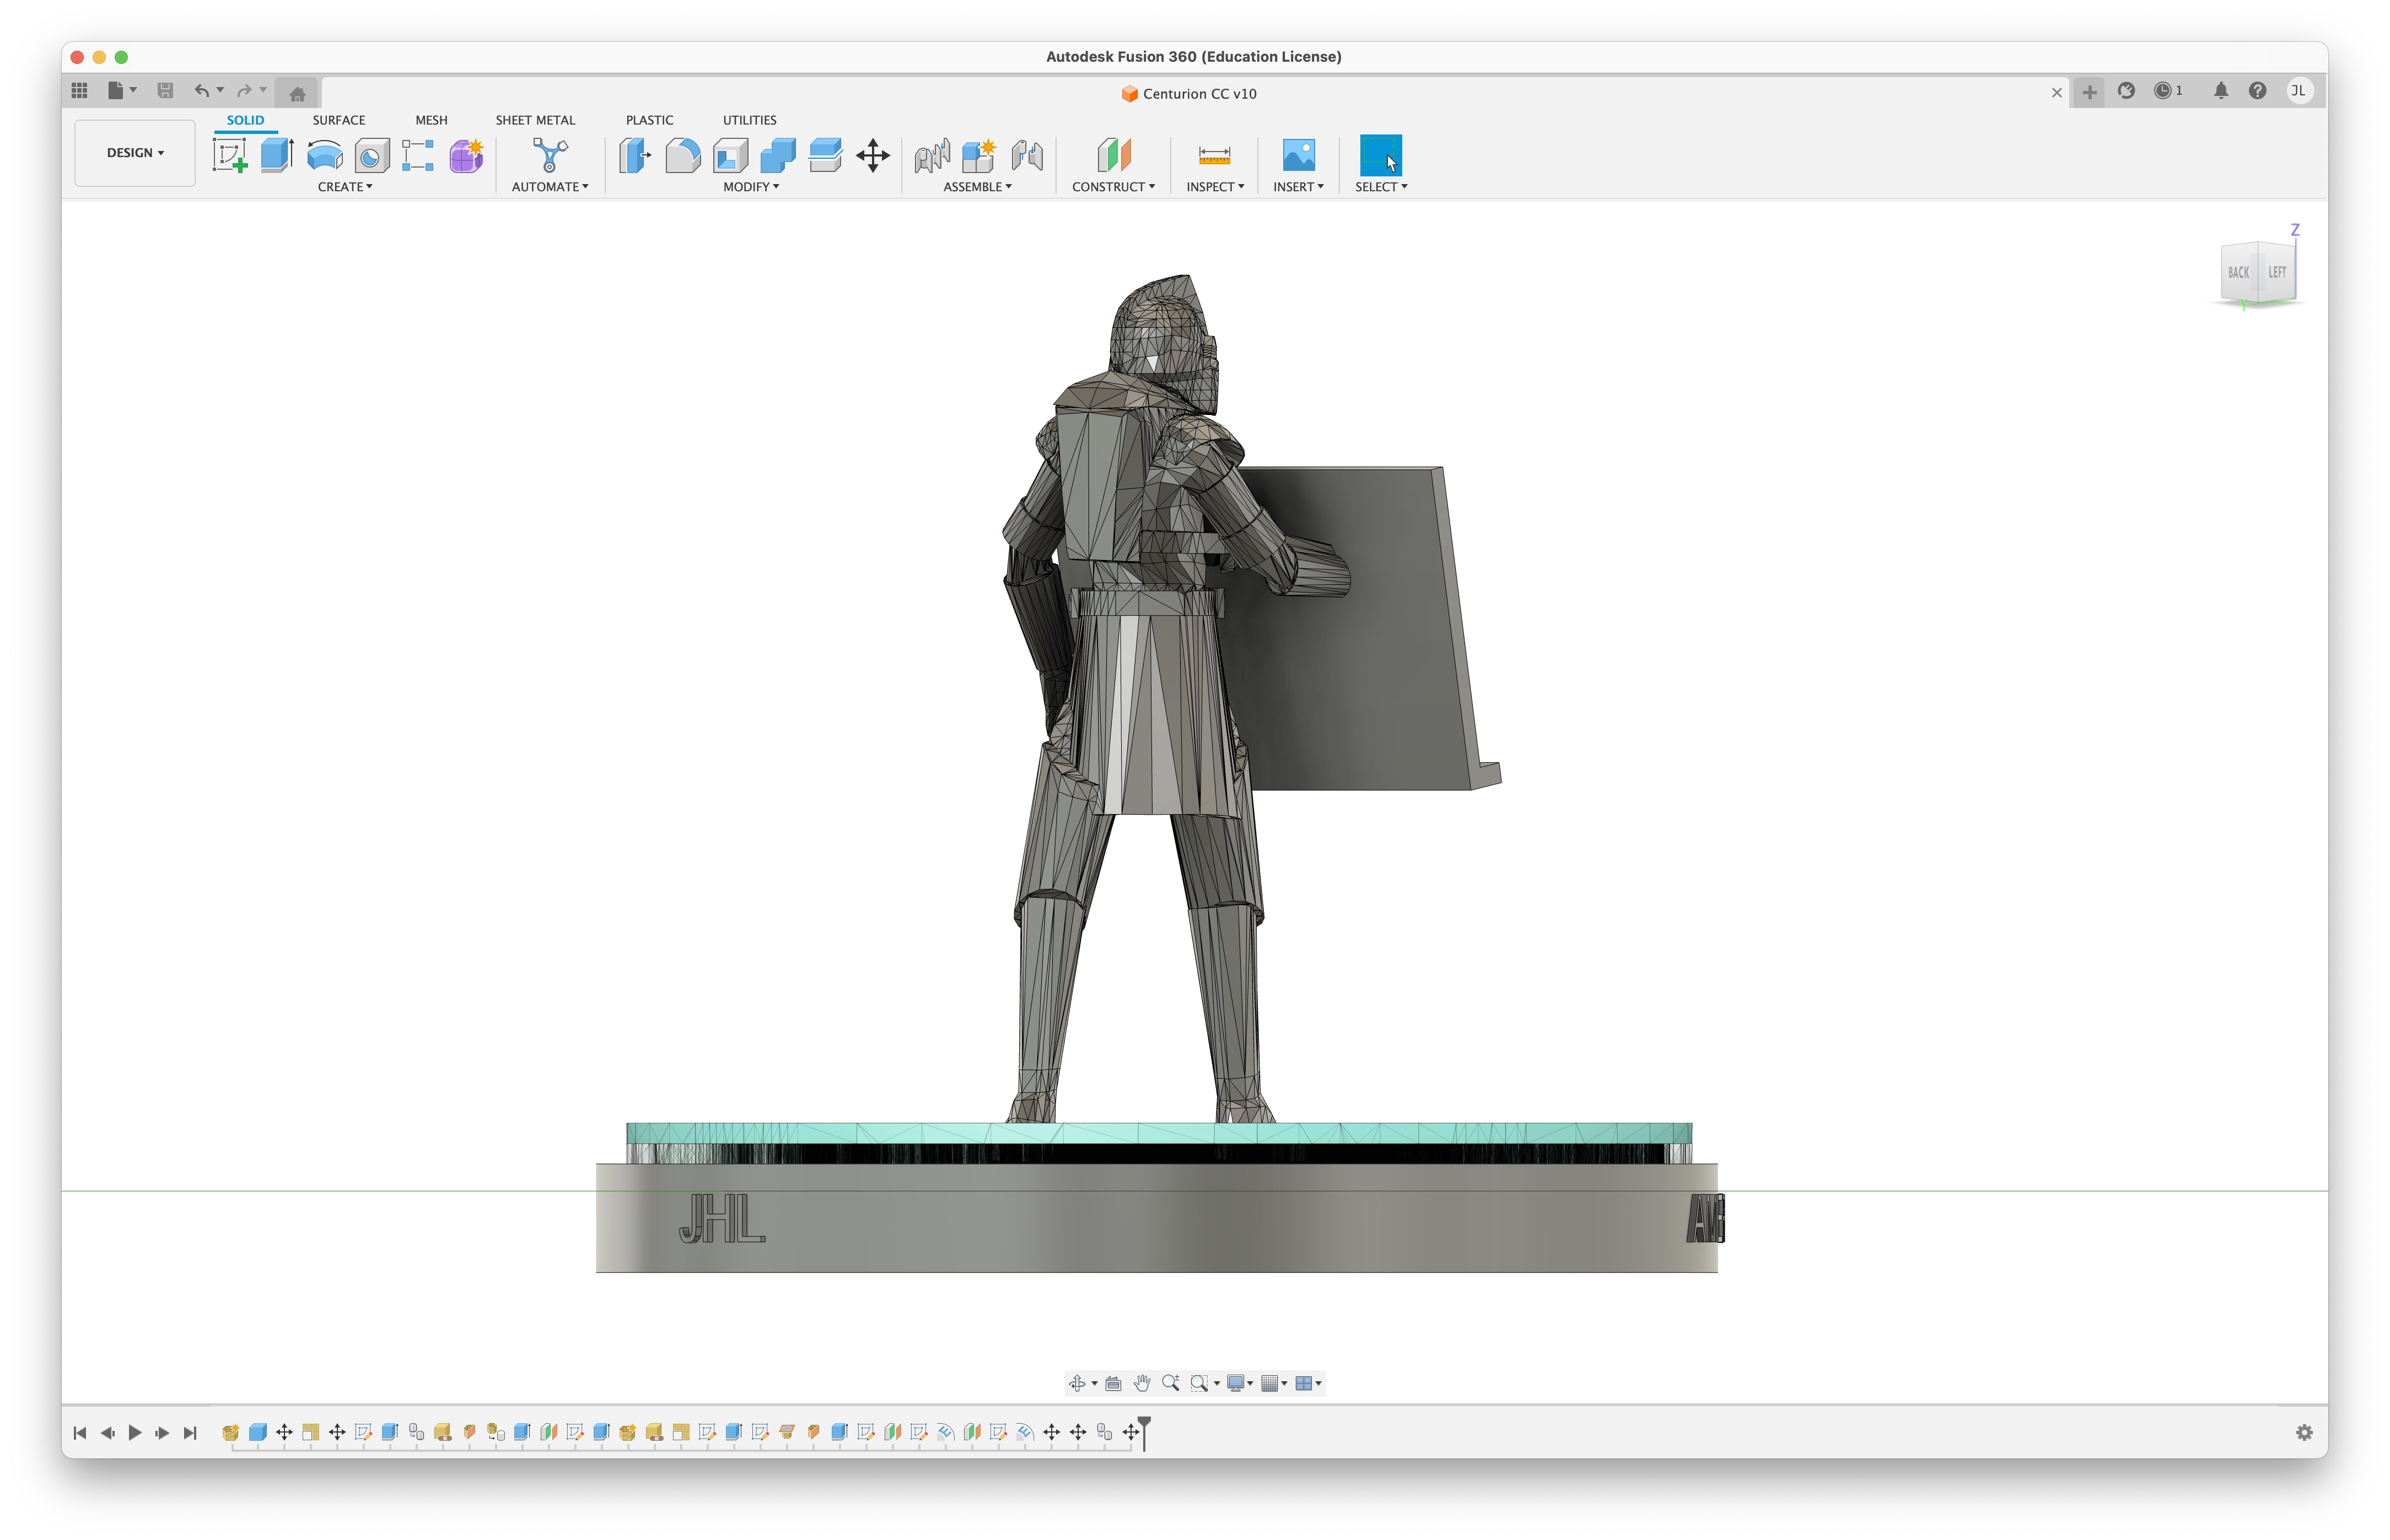 Autodesk Fusion 360 (Education License)
Centurion CC v10
1
JL
DESIGN
SOLID
SURFACE
MESH
SHEET METAL
PLASTIC
UTILITIES
CREATE
AUTOMATE
MODIFY
ASSEMBLE
CONSTRUCT
INSPECT
INSERT
SELECT
Z
BACK
LEFT
Y
JHL